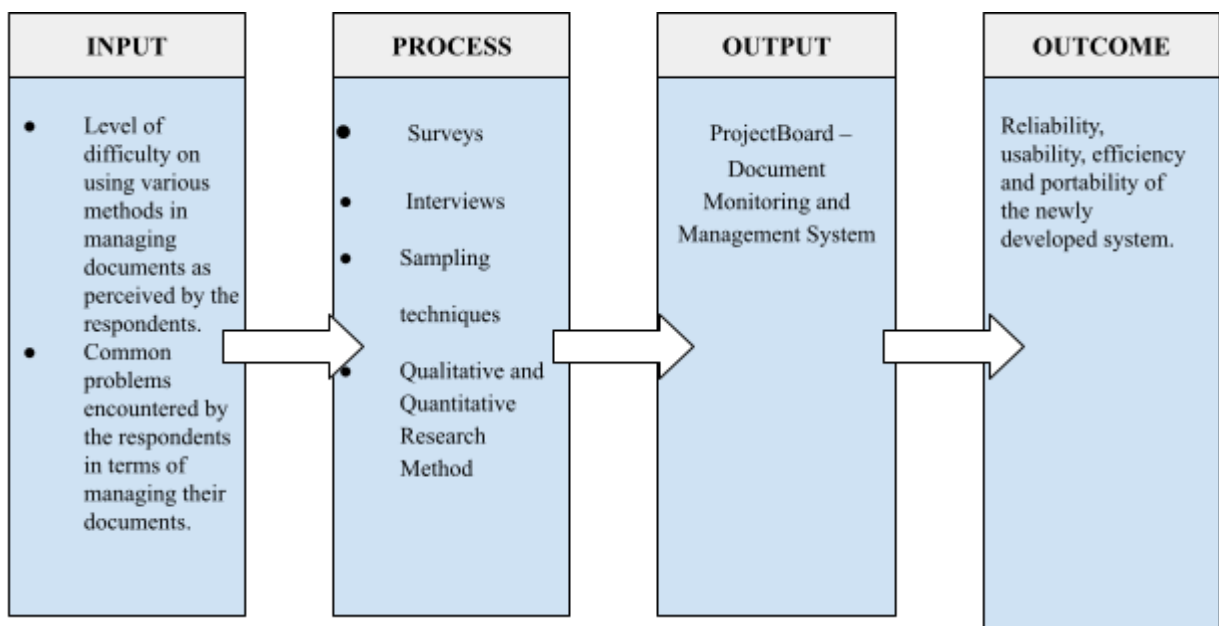 INPUT
● Level of
difficulty on
using various
methods in
managing
documents as
perceived by the
respondents.
● Common
problems
encountered by
the respondents
in terms of
managing their
documents.
PROCESS
● Surveys
● Interviews
● Sampling
techniques
● Qualitative and
Quantitative
Research
Method
OUTPUT
ProjectBoard –
Document
Monitoring and
Management System
OUTCOME
Reliability,
usability, efficiency
and portability of
the newly
developed system.